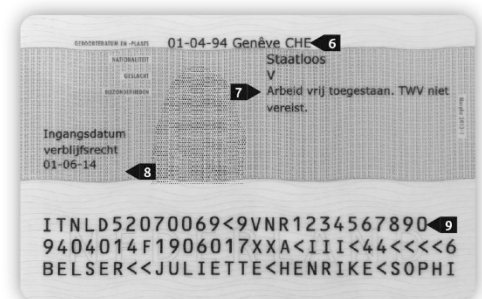 GEBOORTEDATUM EN -PLAATS 01-04-94 Genève CHE 6
NATIONALITEIT Staatloos
GESLACHT V
BIJZONDERHEDEN 7 Arbeid vrij toegestaan. TWV niet
vereist.
Ingangsdatum
verblijfsrecht
01-06-14
8
ITNLD52070069<9VNR1234567890 9
9404014F1906017XXA<III<44<<<<6
BELSER<<JULIETTE<HENRIKE<SOPHI